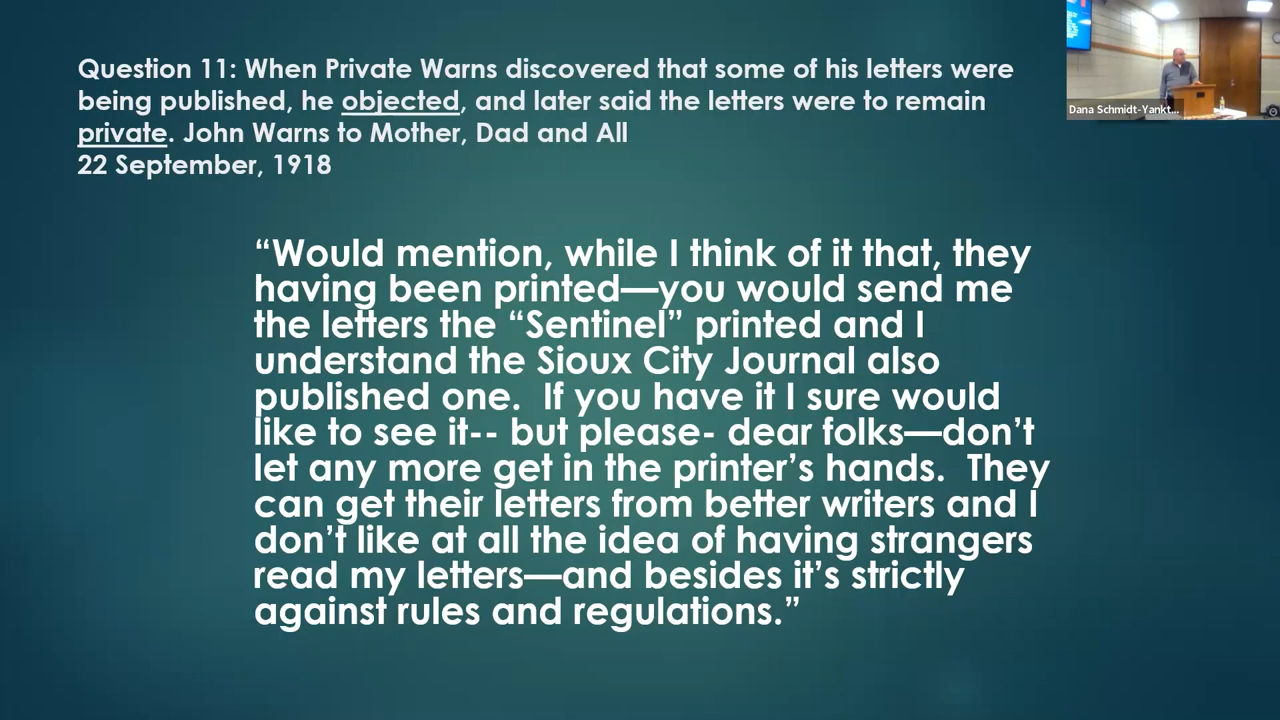 Question 11: When Private Warns discovered that some of his letters were
being published, he objected, and later said the letters were to remain
private. John Warns to Mother, Dad and All
22 September, 1918
Dana Schmidt-Yankt...
“Would mention, while I think of it that, they
having been printed—you would send me
the letters the “Sentinel” printed and I
understand the Sioux City Journal also
published one.  If you have it I sure would
like to see it-- but please- dear folks—don’t
let any more get in the printer’s hands.  They
can get their letters from better writers and I
don’t like at all the idea of having strangers
read my letters—and besides it’s strictly
against rules and regulations.”